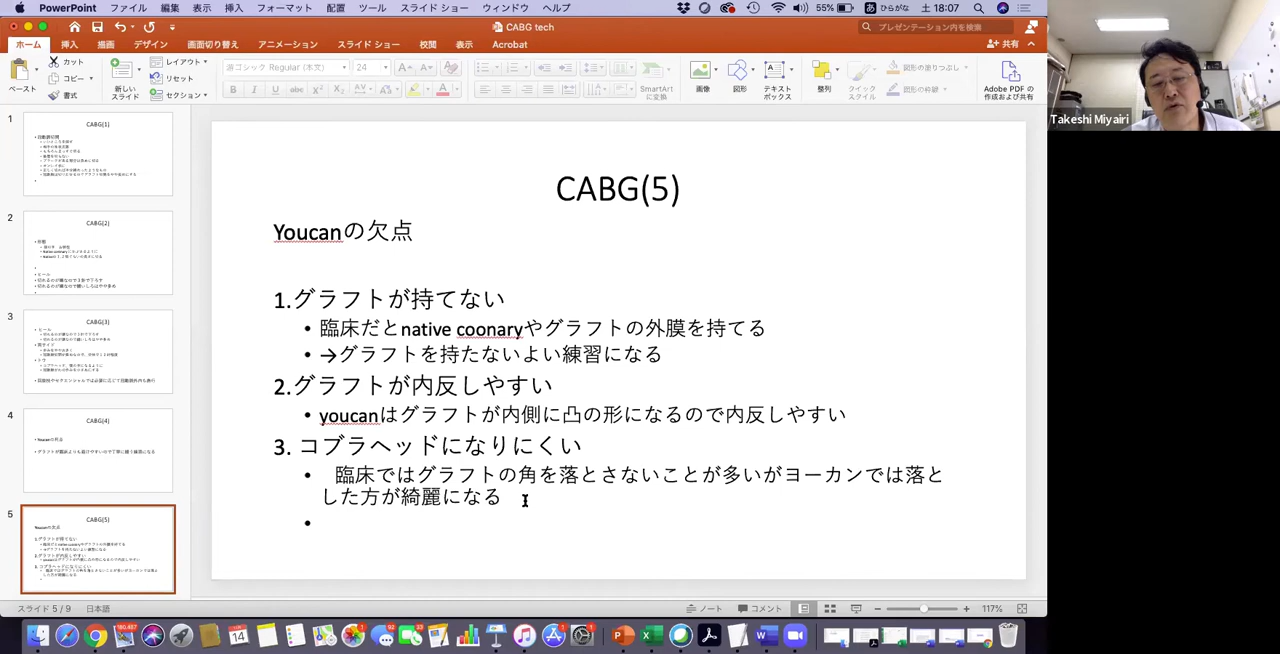 PowerPoint ファイル 編集 表示 挿入 フォーマット 配置 ツール スライド ショー ウィンドウ ヘルプ 55% ひらがな 土 18:07
CABG tech
プレゼンテーション内を検索
ホーム 挿入 描画 デザイン 画面切り替え アニメーション スライド ショー 校閲 表示 Acrobat 共有
ペースト カット コピー 書式
新しい スライド レイアウト リセット セクション
游ゴシック Regular (本文) 24
SmartArt に変換
画像 図形 テキスト ボックス 整列 クイック スタイル 図形の塗りつぶし 図形の枠線
Adobe PDF の 作成および共有
Takeshi Miyairi
1
CABG(1)
2
CABG(2)
3
CABG(3)
4
CABG(4)
5
CABG(5)
CABG(5)
Youcanの欠点
1.グラフトが持てない
• 臨床だとnative coonaryやグラフトの外膜を持てる
• →グラフトを持たないよい練習になる
2.グラフトが内反しやすい
• youcanはグラフトが内側に凸の形になるので内反しやすい
3. コブラヘッドになりにくい
• 臨床ではグラフトの角を落とさないことが多いがヨーカンでは落と
した方が綺麗になる
•
スライド 5 / 9 日本語 ノート コメント 117%